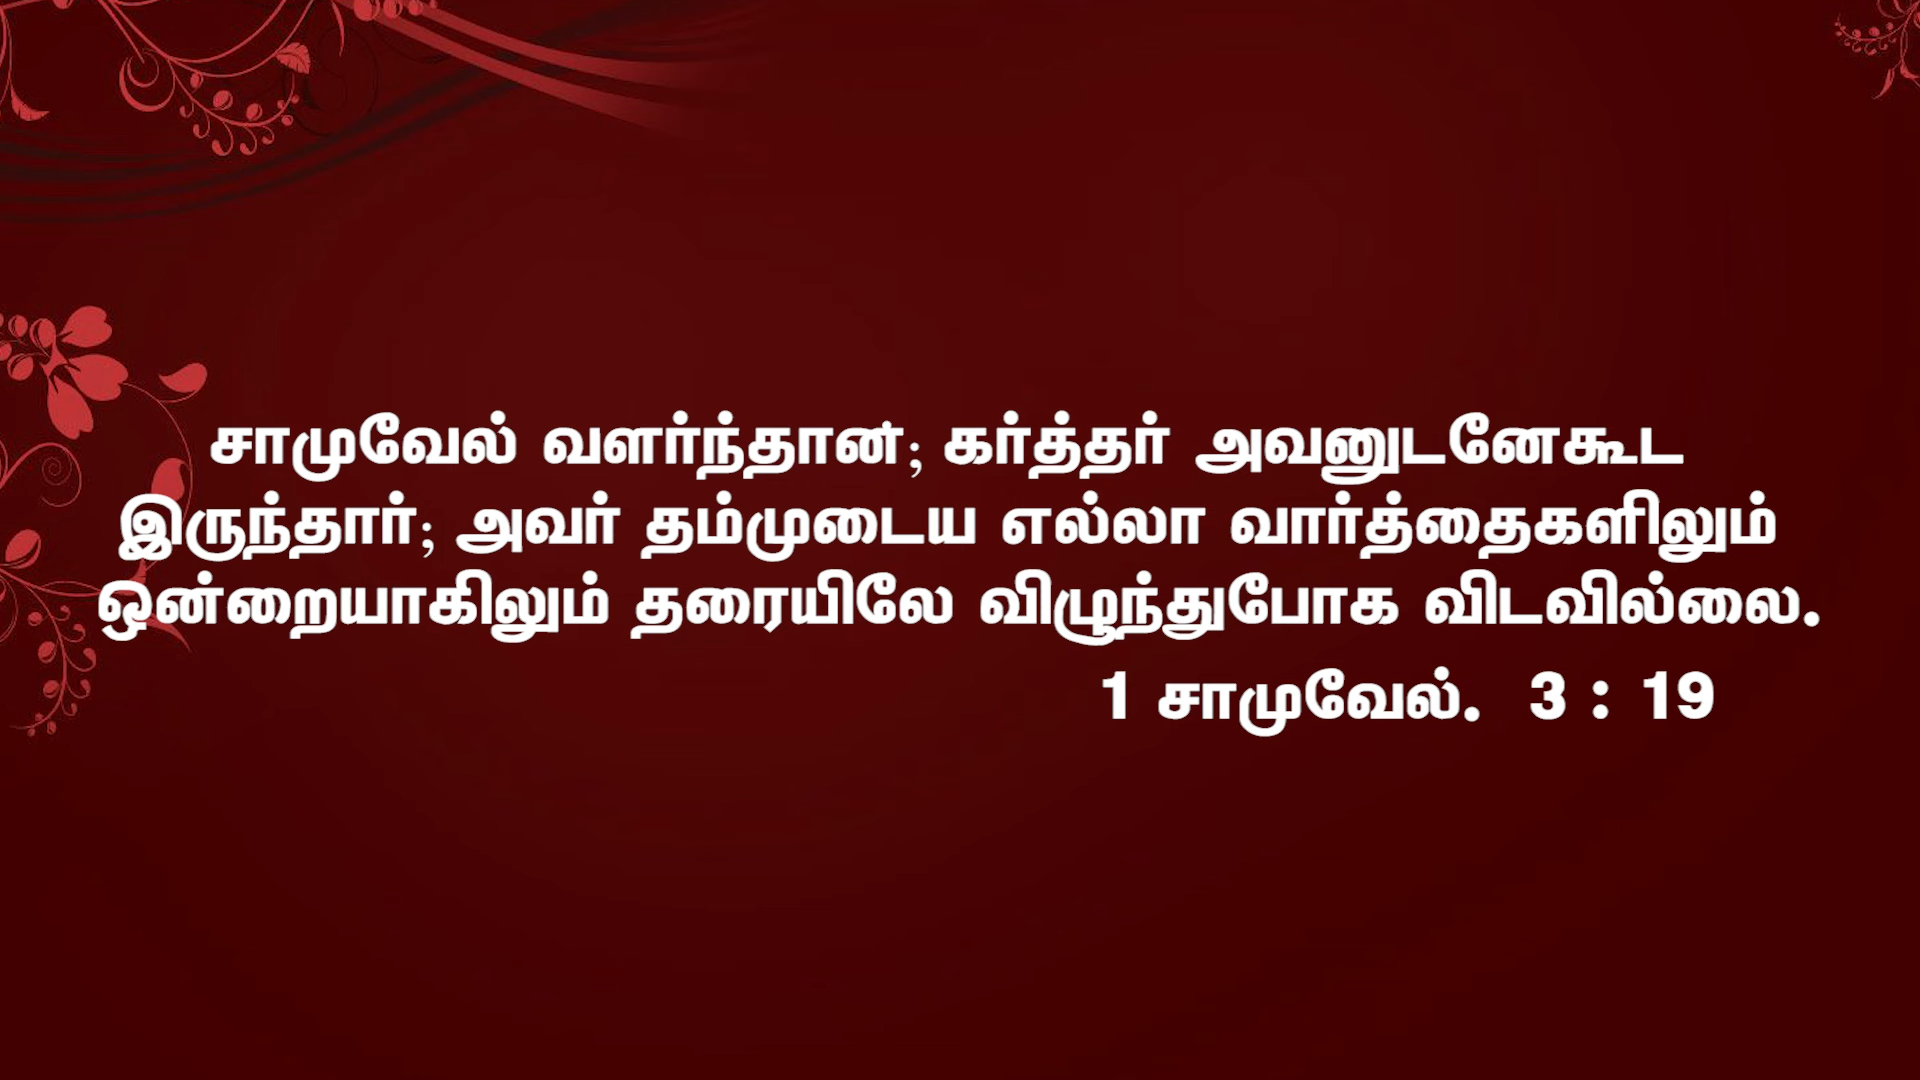 சாமுவேல் வளர்ந்தான்; கர்த்தர் அவனுடனேகூட
இருந்தார்; அவர் தம்முடைய எல்லா வார்த்தைகளிலும்
ஒன்றையாகிலும் தரையிலே விழுந்துபோக விடவில்லை.
1 சாமுவேல். 3 : 19